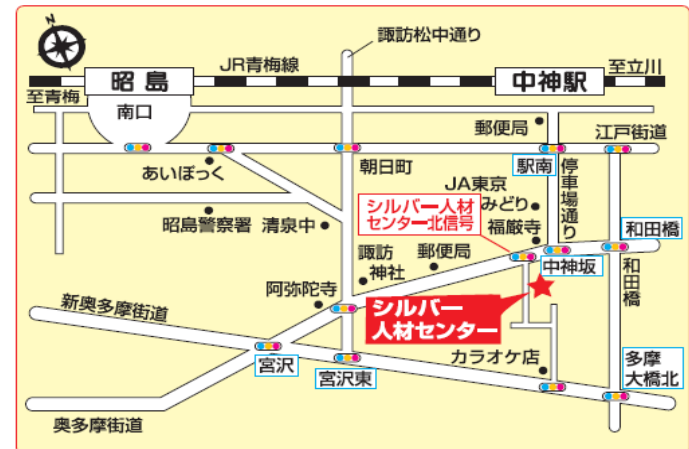 諏訪松中通り
JR青梅線
至立川
昭島
中神駅
至青梅
南口
郵便局
江戸街道
あいぽっく
朝日町
駅南
停車場通り
JA東京
みどり
シルバー人材
センター北信号
昭島警察署
清泉中
福厳寺
和田橋
諏訪
神社
郵便局
中神坂
和田橋
阿弥陀寺
新奥多摩街道
シルバー
人材センター
カラオケ店
宮沢
宮沢東
多摩
大橋北
奥多摩街道